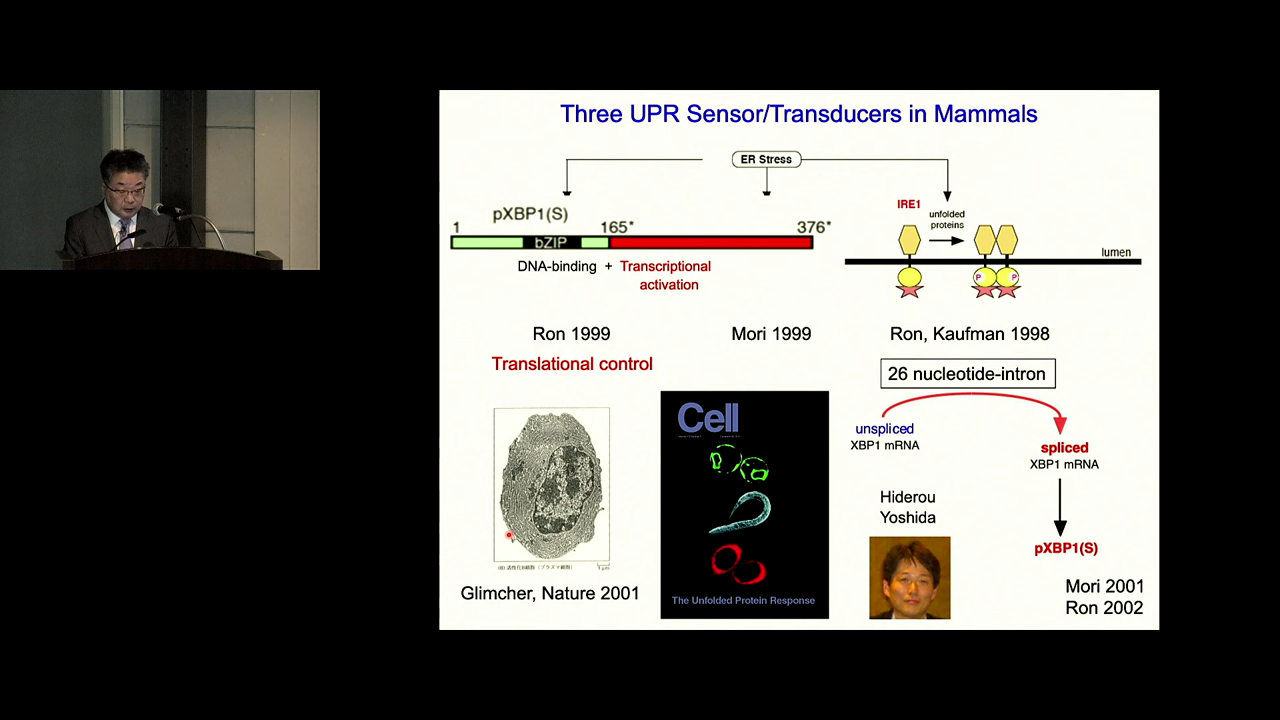 Three UPR Sensor/Transducers in Mammals
ER Stress
pXBP1(S)
1
165*
376*
bZIP
DNA-binding + Transcriptional
activation
IRE1
unfolded
proteins
lumen
P
P
Ron 1999
Mori 1999
Ron, Kaufman 1998
Translational control
26 nucleotide-intron
unspliced
XBP1 mRNA
spliced
XBP1 mRNA
pXBP1(S)
Mori 2001
Ron 2002
Hiderou
Yoshida
Cell
The Unfolded Protein Response
1μm
Glimcher, Nature 2001